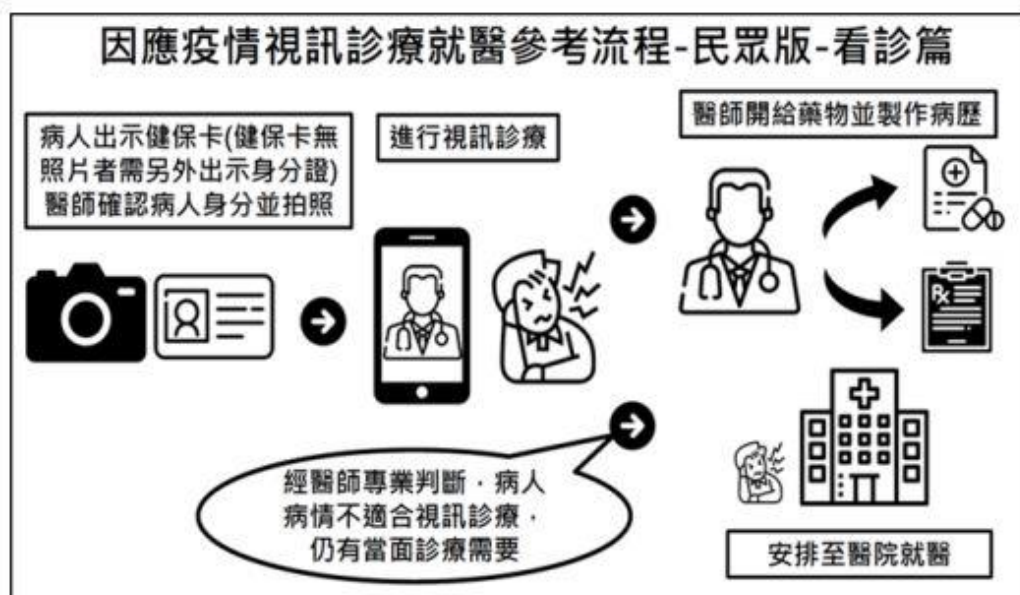 因應疫情視訊診療就醫參考流程-民眾版-看診篇
病人出示健保卡(健保卡無
照片者需另外出示身分證)
醫師確認病人身分並拍照
進行視訊診療
醫師開給藥物並製作病歷
Rx
經醫師專業判斷，病人
病情不適合視訊診療，
仍有當面診療需要
安排至醫院就醫